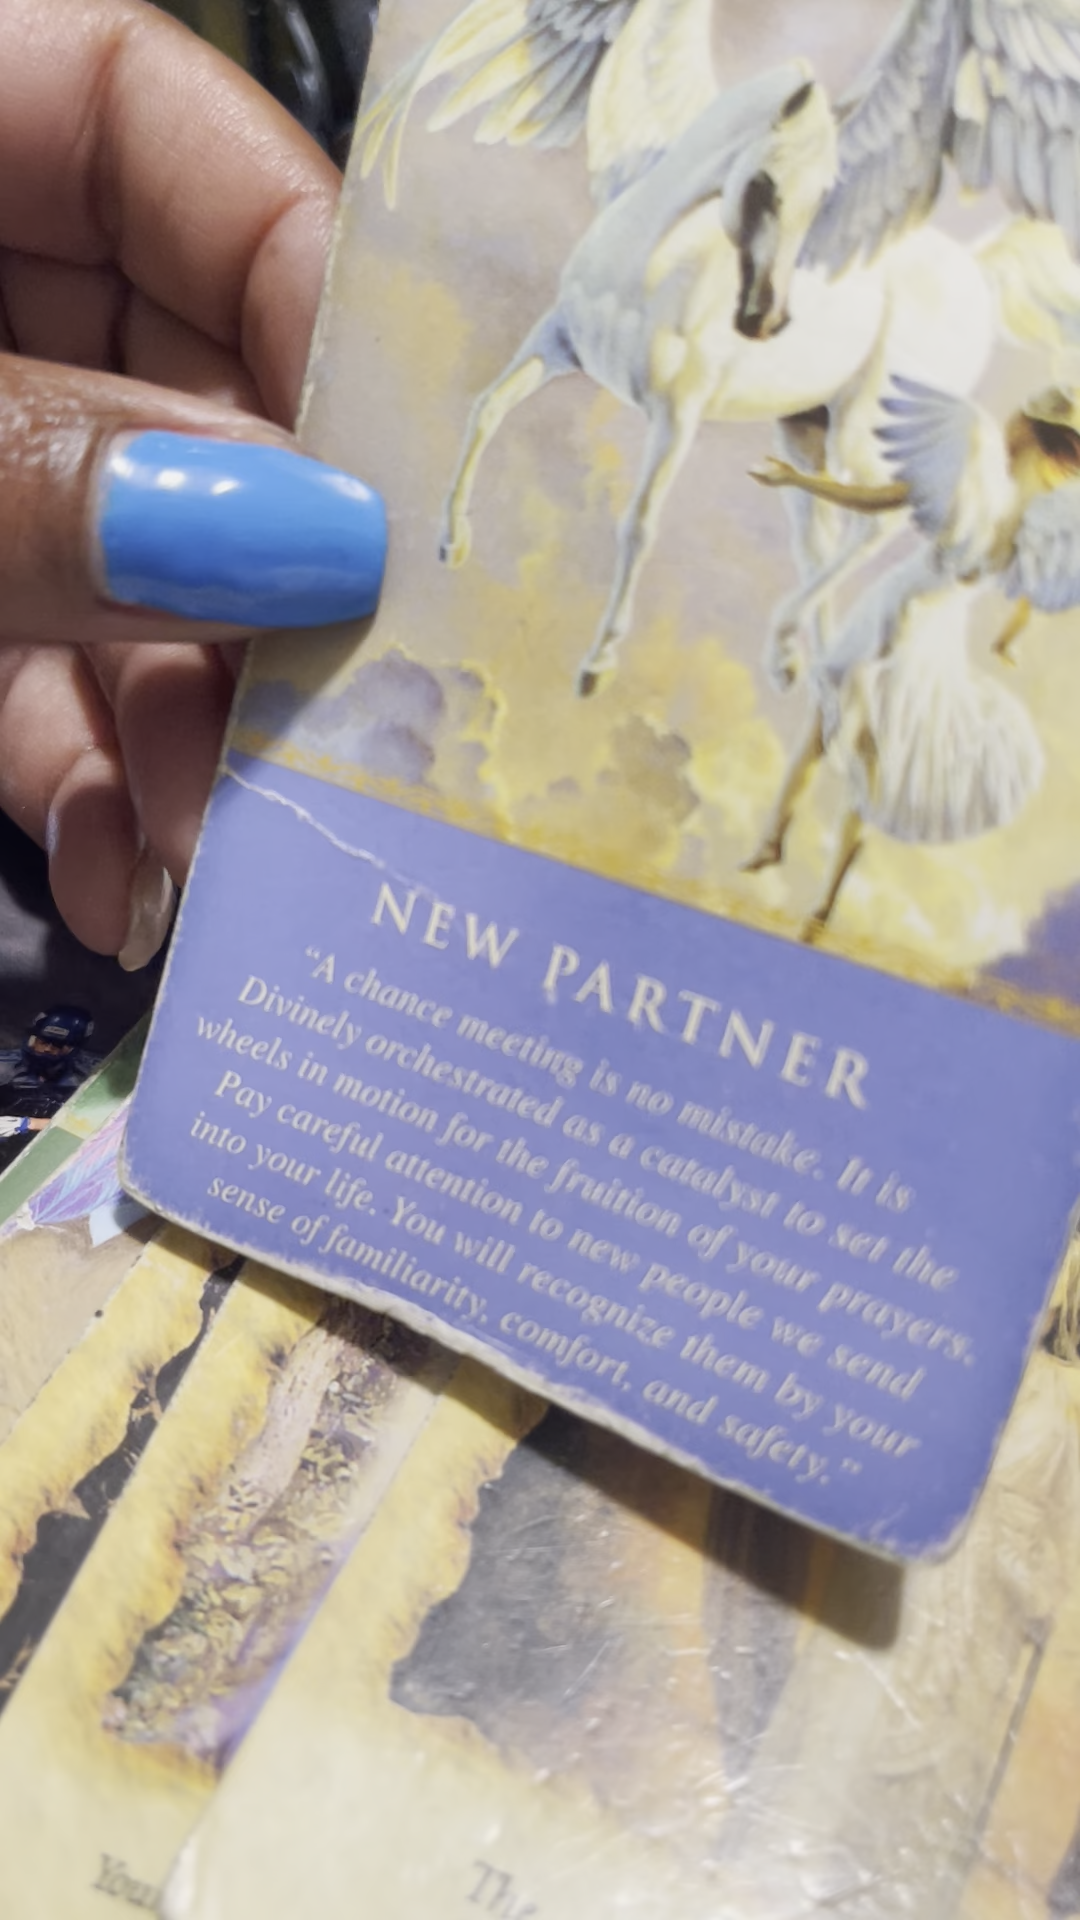 NEW PARTNER
“A chance meeting is no mistake. It is
Divinely orchestrated as a catalyst to set the
wheels in motion for the fruition of your prayers.
Pay careful attention to new people we send
into your life. You will recognize them by your
sense of familiarity, comfort, and safety.”
The